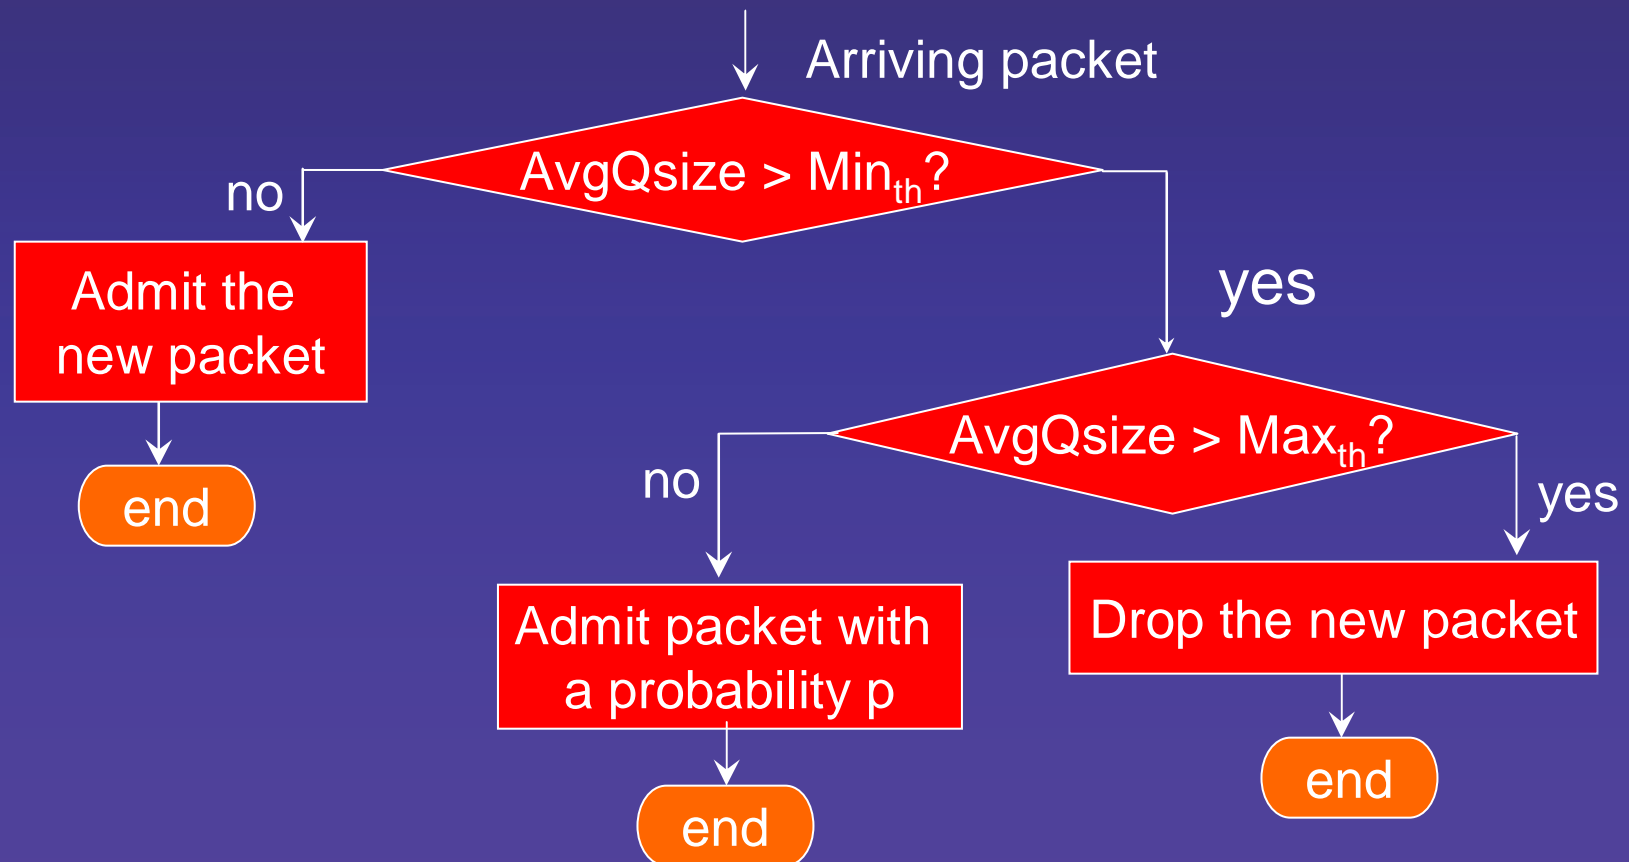 Arriving packet
AvgQsize > Minth?
no
yes
Admit the
new packet
end
AvgQsize > Maxth?
no
yes
Admit packet with
a probability p
Drop the new packet
end
end